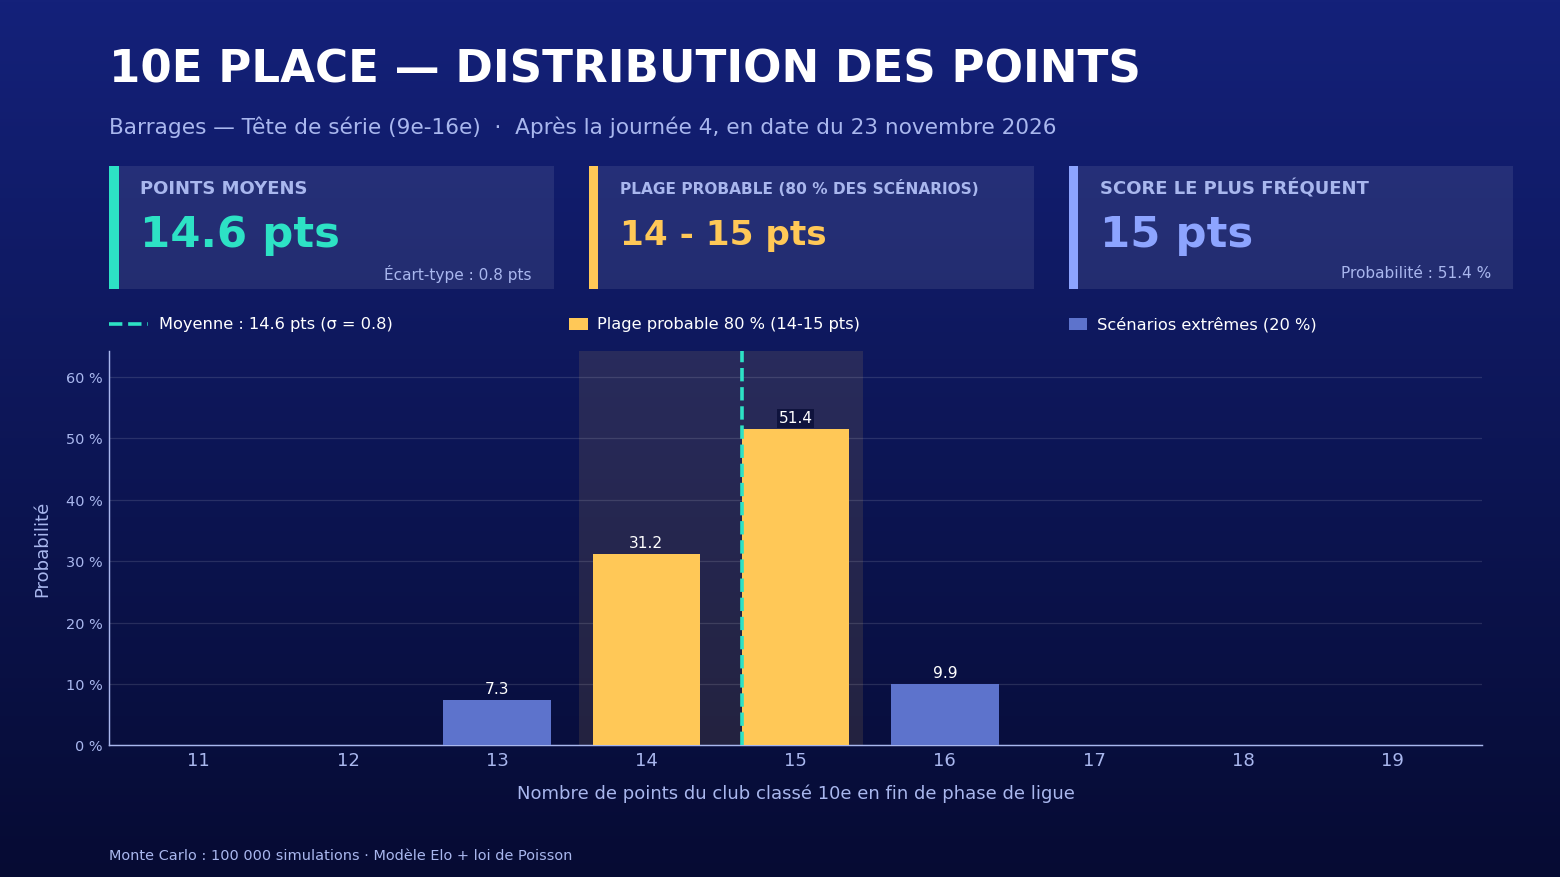 10E PLACE — DISTRIBUTION DES POINTS
Barrages — Tête de série (9e-16e) · Après la journée 4, en date du 23 novembre 2026
POINTS MOYENS
14.6 pts
Écart-type : 0.8 pts
PLAGE PROBABLE (80 % DES SCÉNARIOS)
14 - 15 pts
SCORE LE PLUS FRÉQUENT
15 pts
Probabilité : 51.4 %
Moyenne : 14.6 pts (σ = 0.8)
Plage probable 80 % (14-15 pts)
Scénarios extrêmes (20 %)
Probabilité
60 %
50 %
40 %
30 %
20 %
10 %
0 %
7.3
31.2
51.4
9.9
11 12 13 14 15 16 17 18 19
Nombre de points du club classé 10e en fin de phase de ligue
Monte Carlo : 100 000 simulations · Modèle Elo + loi de Poisson